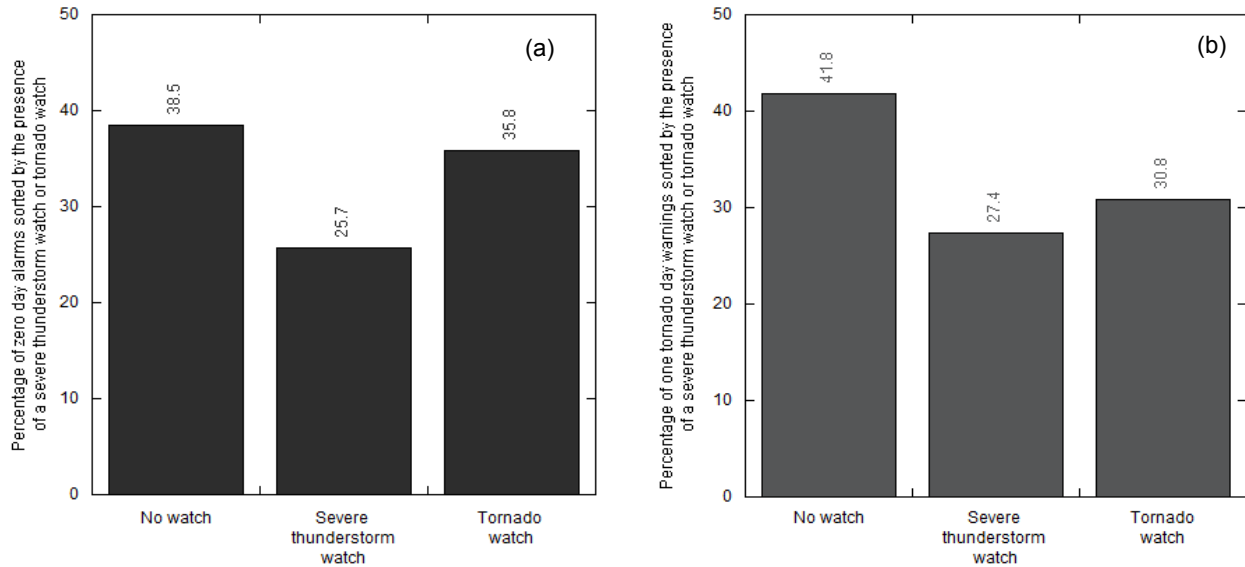 Percentage of zero day alarms sorted by the presence
of a severe thunderstorm watch or tornado watch
50
40
30
20
10
0
(a)
38.5
25.7
35.8
No watch
Severe
thunderstorm
watch
Tornado
watch
Percentage of one tornado day warnings sorted by the presence
of a severe thunderstorm watch or tornado watch
50
40
30
20
10
0
(b)
41.8
27.4
30.8
No watch
Severe
thunderstorm
watch
Tornado
watch